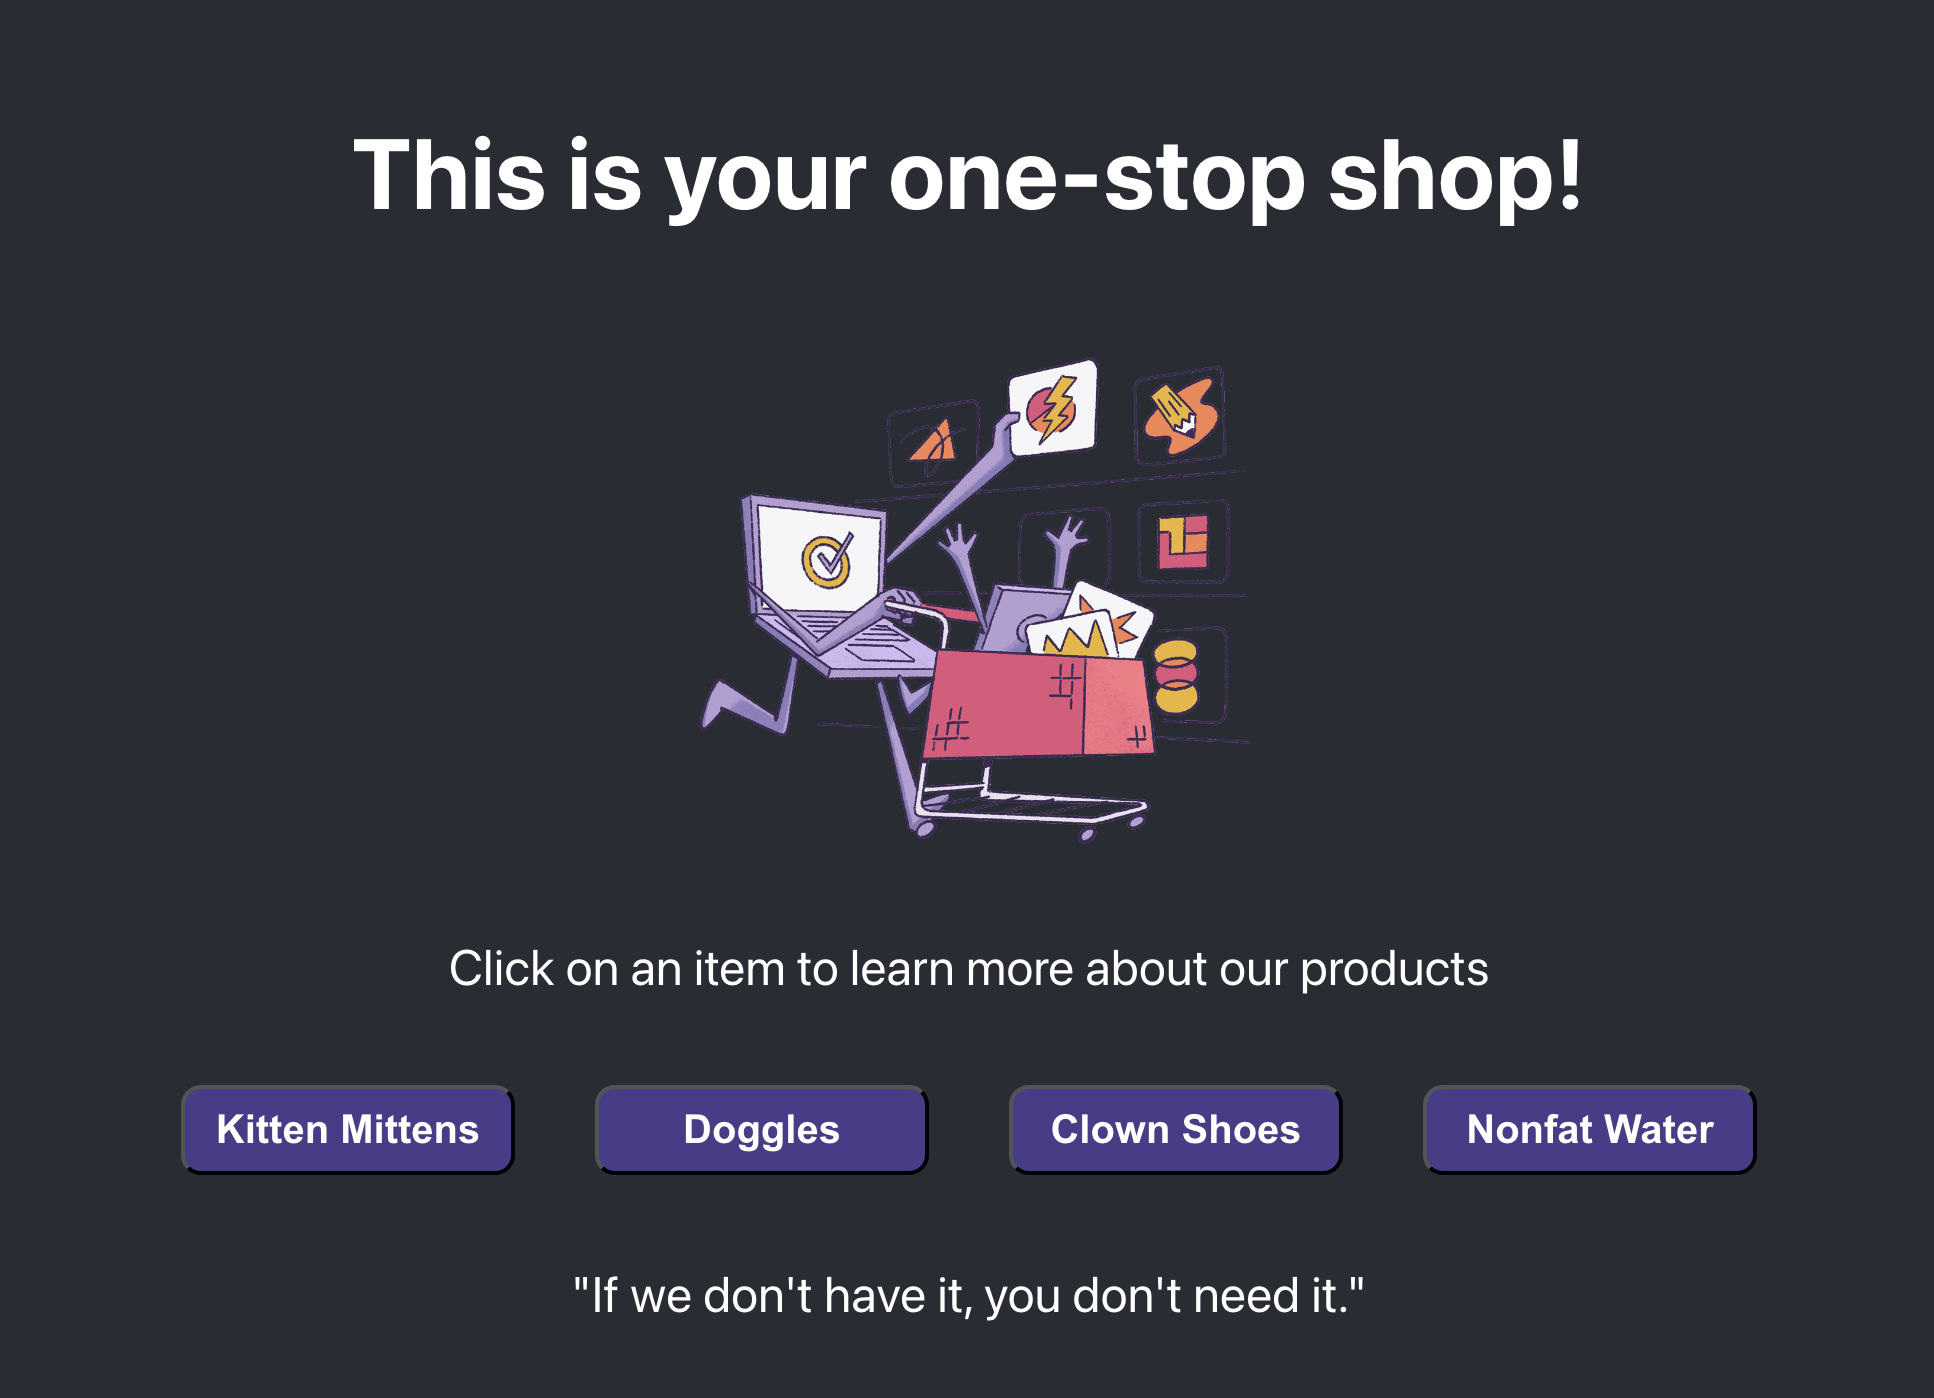 This is your one-stop shop!
Click on an item to learn more about our products
Kitten Mittens
Doggles
Clown Shoes
Nonfat Water
"If we don't have it, you don't need it."